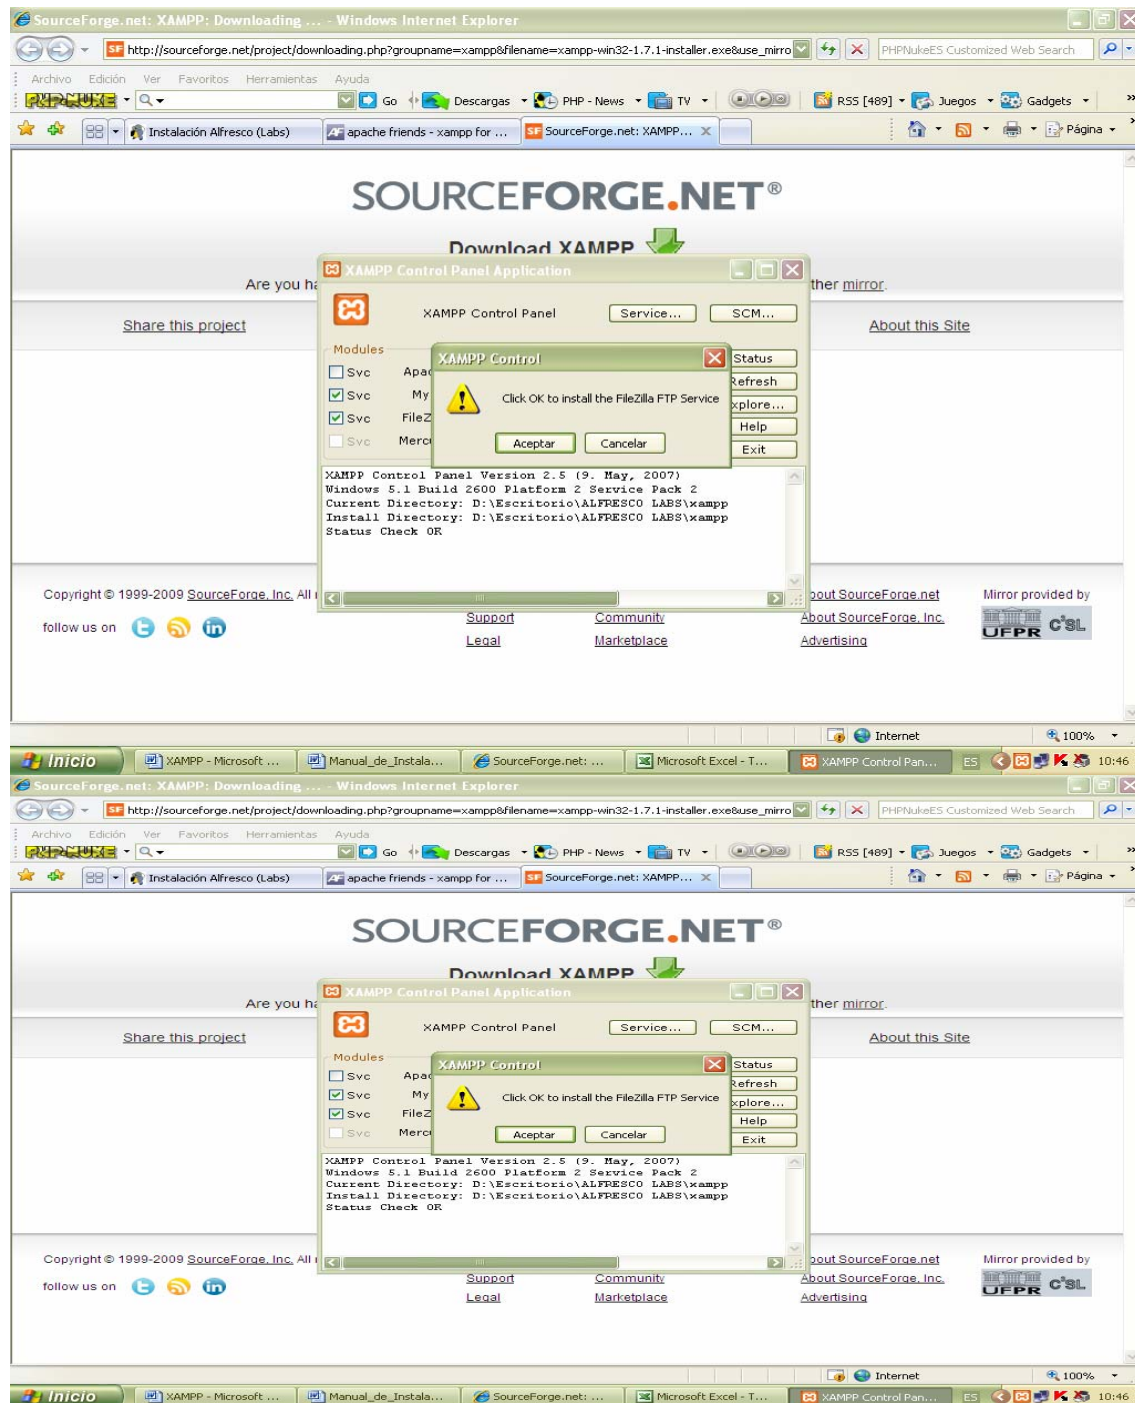 SourceForge.net: XAMPP: Downloading ... - Windows Internet Explorer
http://sourceforge.net/project/downloading.php?groupname=xampp&filename=xampp-win32-1.7.1-installer.exe&use_mirro
PHPNukeES Customized Web Search
Archivo Edición Ver Favoritos Herramientas Ayuda
PHP-NUKE Go Descargas PHP - News TV RSS [489] Juegos Gadgets »
Instalación Alfresco (Labs) apache friends - xampp for ... SourceForge.net: XAMPP... X Página
SOURCEFORGE.NET®
Download XAMPP
Are you ha ther mirror.
Share this project About this Site
XAMPP Control Panel Application
XAMPP Control Panel Service... SCM...
Modules
XAMPP Control
Status
Svc Apac
Refresh
Svc My
Click OK to install the FileZilla FTP Service
xplore...
Svc FileZ
Help
Svc Merc
Aceptar Cancelar
Exit
XAMPP Control Panel Version 2.5 (9. May, 2007)
Windows 5.1 Build 2600 Platform 2 Service Pack 2
Current Directory: D:\Escritorio\ALFRESCO LABS\xampp
Install Directory: D:\Escritorio\ALFRESCO LABS\xampp
Status Check OK
Copyright © 1999-2009 SourceForge, Inc. All r bout SourceForge.net Mirror provided by
follow us on Support Community About SourceForge, Inc. UFPR C³SL
Legal Marketplace Advertising
Internet 100%
Inicio XAMPP - Microsoft ... Manual_de_Instala... SourceForge.net: ... Microsoft Excel - T... XAMPP Control Pan... ES 10:46
SourceForge.net: XAMPP: Downloading ... - Windows Internet Explorer
http://sourceforge.net/project/downloading.php?groupname=xampp&filename=xampp-win32-1.7.1-installer.exe&use_mirro
PHPNukeES Customized Web Search
Archivo Edición Ver Favoritos Herramientas Ayuda
PHP-NUKE Go Descargas PHP - News TV RSS [489] Juegos Gadgets »
Instalación Alfresco (Labs) apache friends - xampp for ... SourceForge.net: XAMPP... X Página
SOURCEFORGE.NET®
Download XAMPP
Are you ha ther mirror.
Share this project About this Site
XAMPP Control Panel Application
XAMPP Control Panel Service... SCM...
Modules
XAMPP Control
Status
Svc Apac
Refresh
Svc My
Click OK to install the FileZilla FTP Service
xplore...
Svc FileZ
Help
Svc Merc
Aceptar Cancelar
Exit
XAMPP Control Panel Version 2.5 (9. May, 2007)
Windows 5.1 Build 2600 Platform 2 Service Pack 2
Current Directory: D:\Escritorio\ALFRESCO LABS\xampp
Install Directory: D:\Escritorio\ALFRESCO LABS\xampp
Status Check OK
Copyright © 1999-2009 SourceForge, Inc. All r bout SourceForge.net Mirror provided by
follow us on Support Community About SourceForge, Inc. UFPR C³SL
Legal Marketplace Advertising
Internet 100%
Inicio XAMPP - Microsoft ... Manual_de_Instala... SourceForge.net: ... Microsoft Excel - T... XAMPP Control Pan... ES 10:46